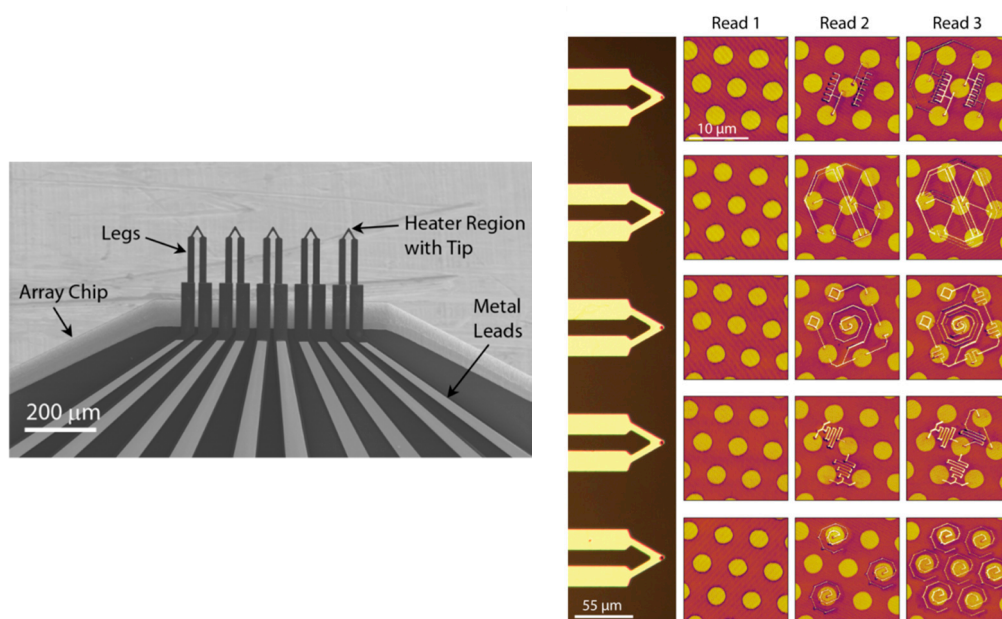 Legs
Heater Region
with Tip
Array Chip
Metal
Leads
200 μm
Read 1
Read 2
Read 3
10 μm
55 μm